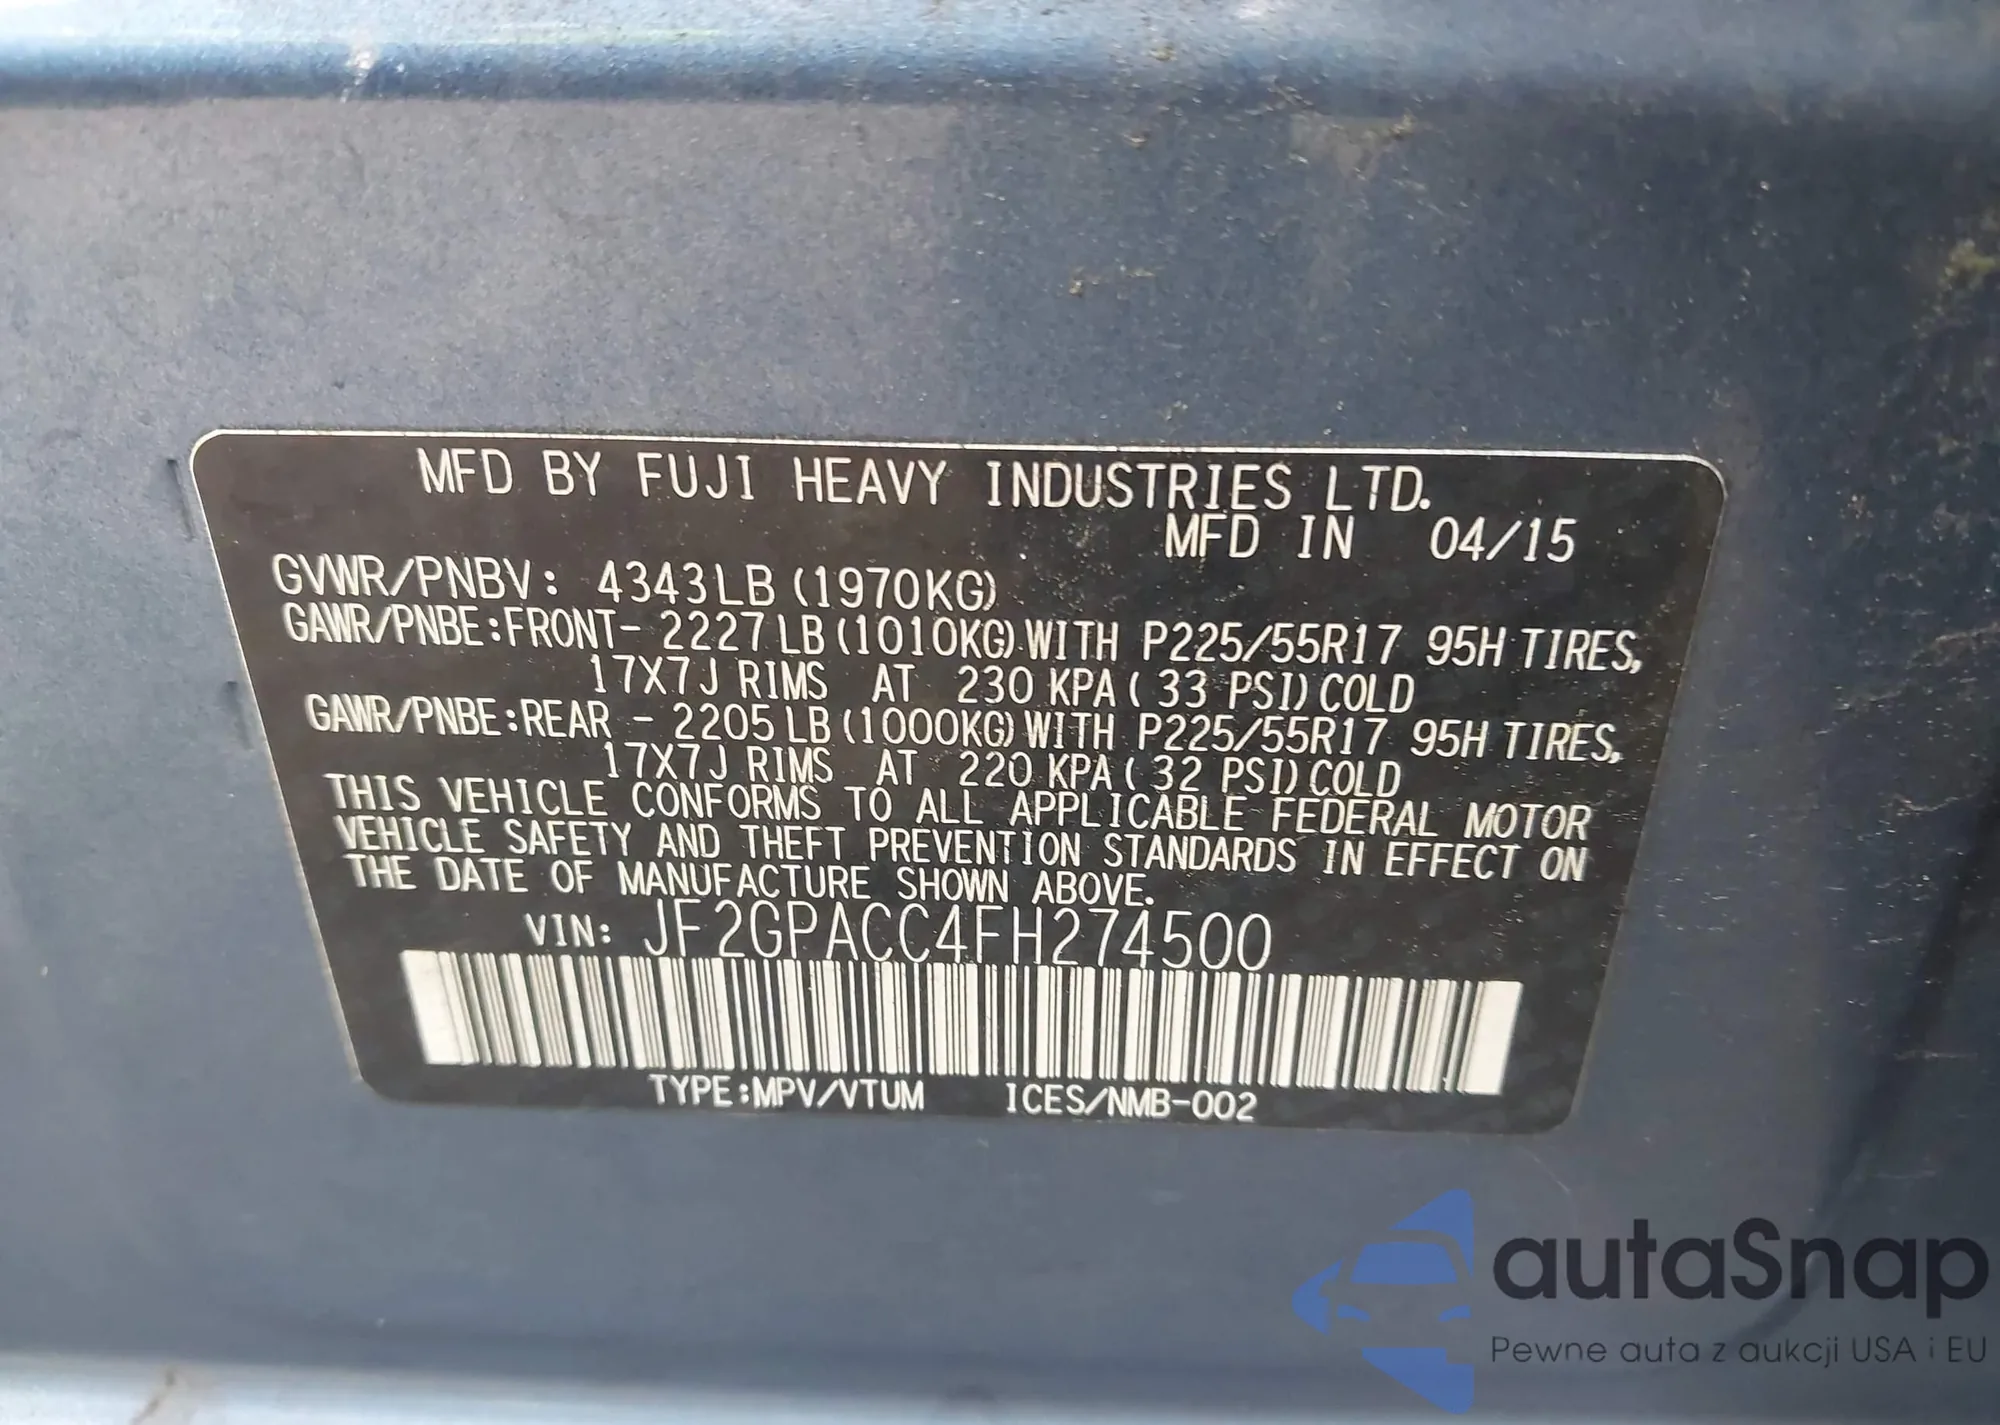 MFD BY FUJI HEAVY INDUSTRIES LTD.
MFD IN 04/15
GVWR/PNBV: 4343LB (1970KG)
GAWR/PNBE:FRONT- 2227LB (1010KG) WITH P225/55R17 95H TIRES,
17X7J RIMS AT 230 KPA ( 33 PSI) COLD
GAWR/PNBE:REAR - 2205LB (1000KG) WITH P225/55R17 95H TIRES,
17X7J RIMS AT 220 KPA ( 32 PSI) COLD
THIS VEHICLE CONFORMS TO ALL APPLICABLE FEDERAL MOTOR
VEHICLE SAFETY AND THEFT PREVENTION STANDARDS IN EFFECT ON
THE DATE OF MANUFACTURE SHOWN ABOVE.
VIN: JF2GPACC4FH274500
TYPE:MPV/VTUM ICES/NMB-002
autaSnap
Pewne auta z aukcji USA i EU